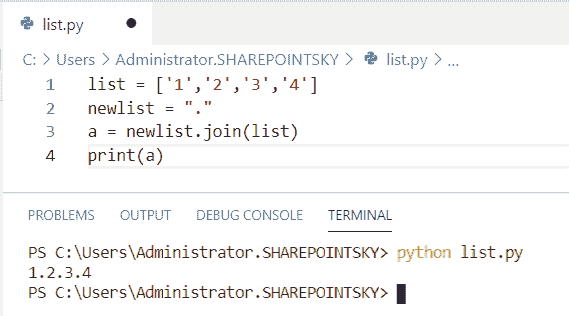 list.py
C: > Users > Administrator.SHAREPOINTSKY > list.py > ...
1 list = ['1','2','3','4']
2 newlist = "."
3 a = newlist.join(list)
4 print(a)
PROBLEMS OUTPUT DEBUG CONSOLE TERMINAL
PS C:\Users\Administrator.SHAREPOINTSKY> python list.py
1.2.3.4
PS C:\Users\Administrator.SHAREPOINTSKY>